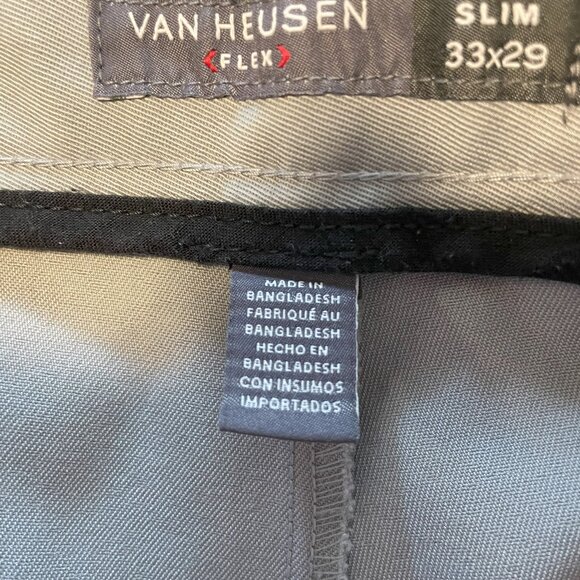 VAN HEUSEN
‹FLEX›
SLIM
33x29
MADE IN
BANGLADESH
FABRIQUÉ AU
BANGLADESH
HECHO EN
BANGLADESH
CON INSUMOS
IMPORTADOS